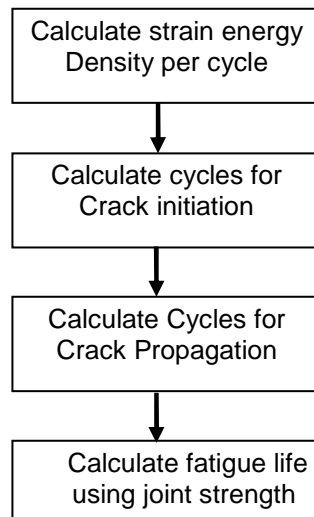 Calculate strain energy
Density per cycle
Calculate cycles for
Crack initiation
Calculate Cycles for
Crack Propagation
Calculate fatigue life
using joint strength